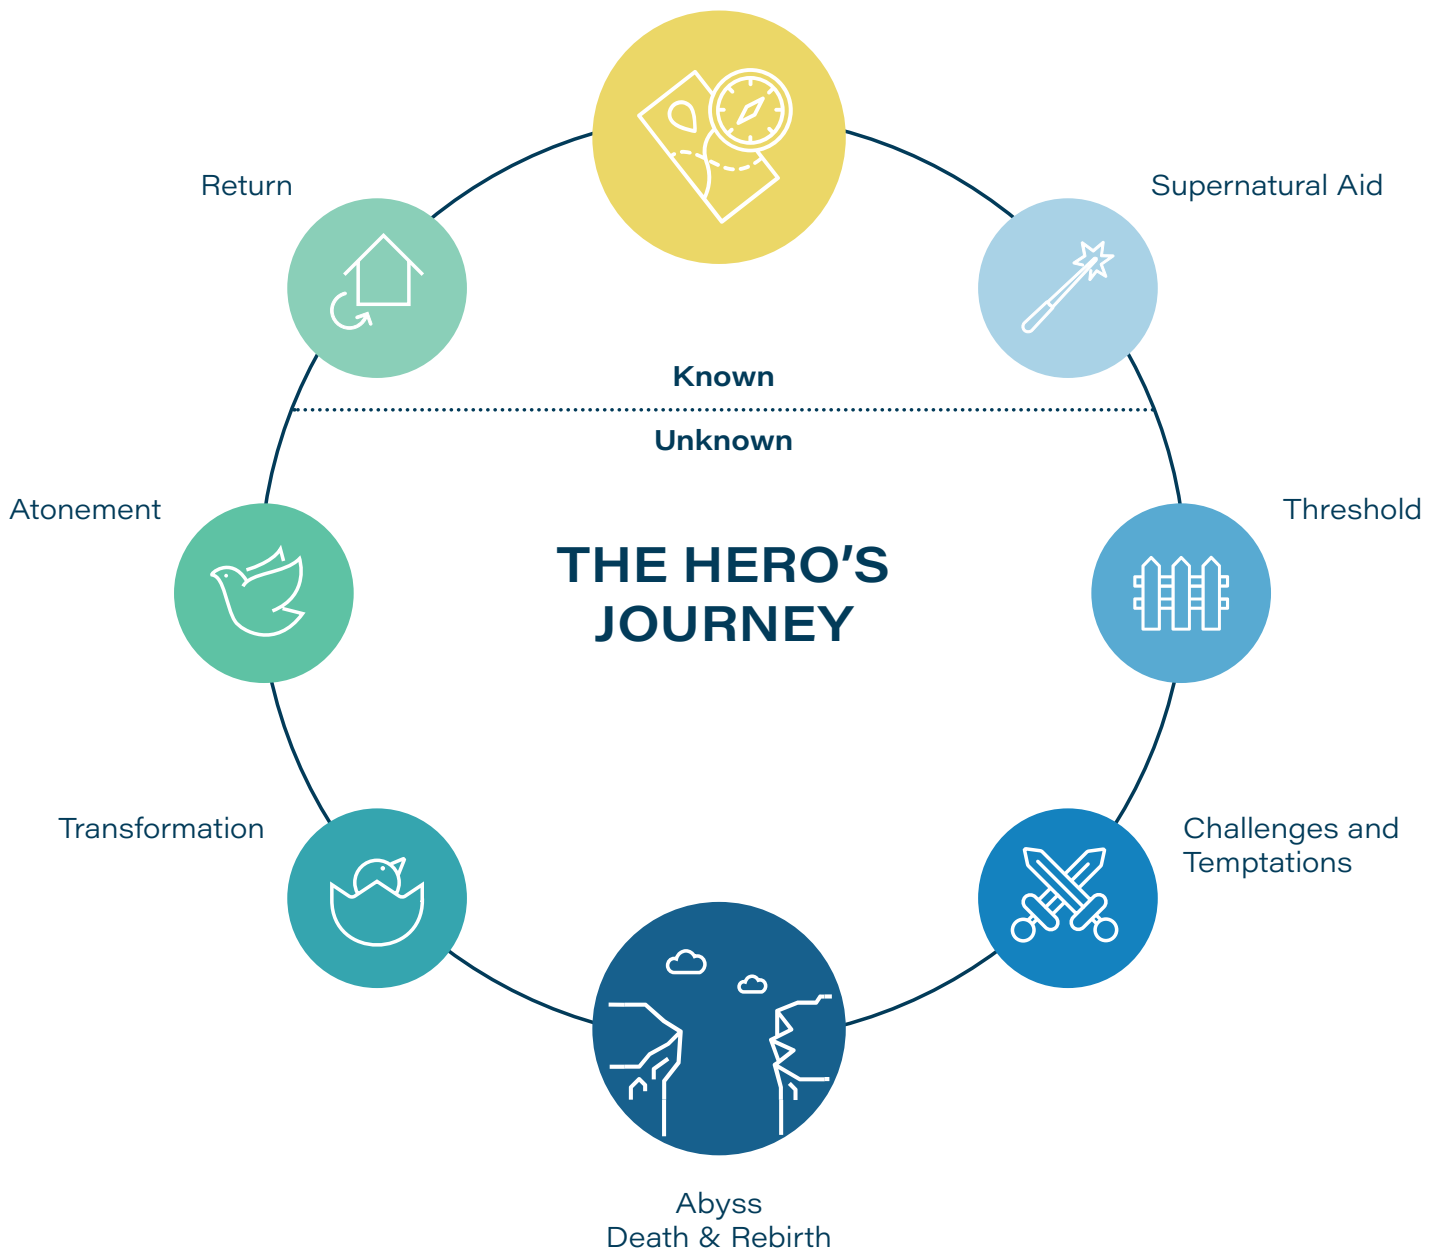 Return
Supernatural Aid
Known
Unknown
Atonement
Threshold
THE HERO’S
JOURNEY
Transformation
Challenges and
Temptations
Abyss
Death & Rebirth